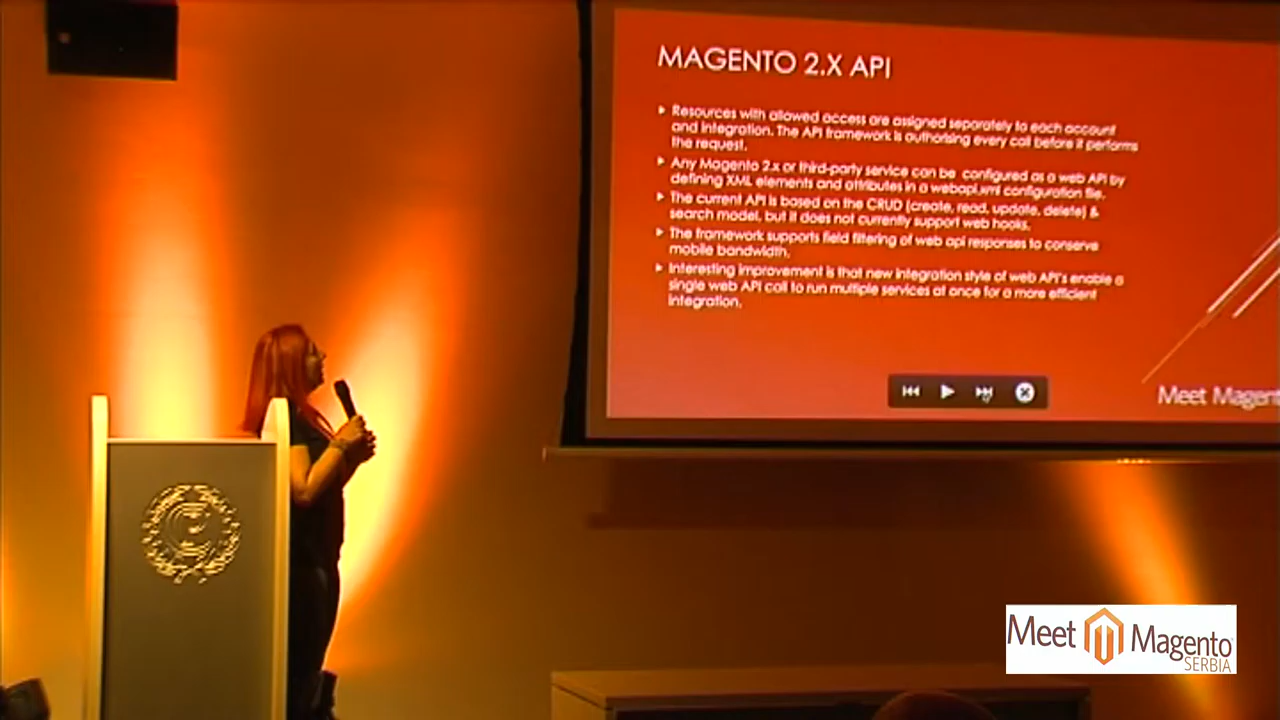 MAGENTO 2.X API
Resources with allowed access are assigned separately to each account
and integration. The API framework is authorising every call before it performs
the request.
Any Magento 2.x or third-party service can be configured as a web API by
defining XML elements and attributes in a webapi.xml configuration file.
The current API is based on the CRUD (create, read, update, delete) &
search model, but it does not currently support web hooks.
The framework supports field filtering of web api responses to conserve
mobile bandwidth.
Interesting improvement is that new integration style of web API's enable a
single web API call to run multiple services at once for a more efficient
integration.
Meet Magent
Meet Magento
SERBIA